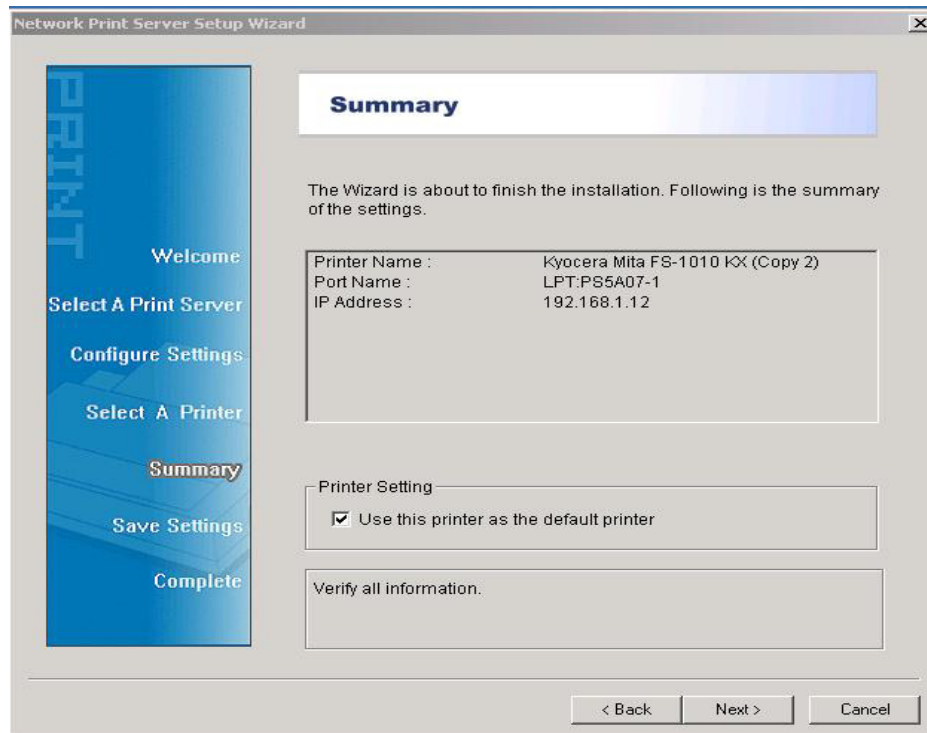 Network Print Server Setup Wizard
PRINT
Welcome
Select A Print Server
Configure Settings
Select A Printer
Summary
Save Settings
Complete
Summary
The Wizard is about to finish the installation. Following is the summary
of the settings.
Printer Name : Kyocera Mita FS-1010 KX (Copy 2)
Port Name : LPT:PS5A07-1
IP Address : 192.168.1.12
Printer Setting
Use this printer as the default printer
Verify all information.
< Back
Next >
Cancel